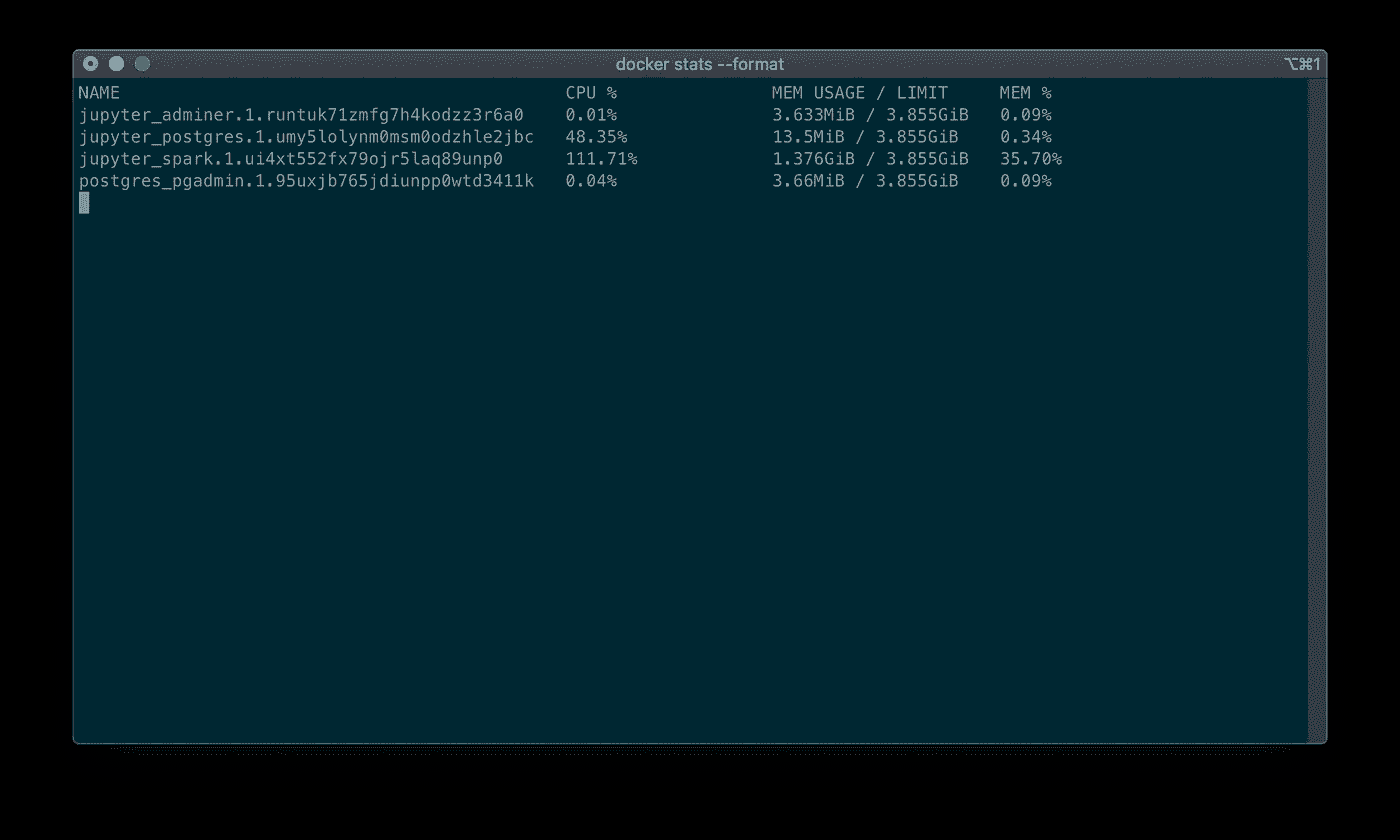 docker stats --format ⌥⌘1
NAME CPU % MEM USAGE / LIMIT MEM %
jupyter_adminer.1.runtuk71zmfg7h4kodzz3r6a0 0.01% 3.633MiB / 3.855GiB 0.09%
jupyter_postgres.1.umy5lolynm0msm0odzhle2jbc 48.35% 13.5MiB / 3.855GiB 0.34%
jupyter_spark.1.ui4xt552fx79ojr5laq89unp0 111.71% 1.376GiB / 3.855GiB 35.70%
postgres_pgadmin.1.95uxjb765jdiunpp0wtd3411k 0.04% 3.66MiB / 3.855GiB 0.09%